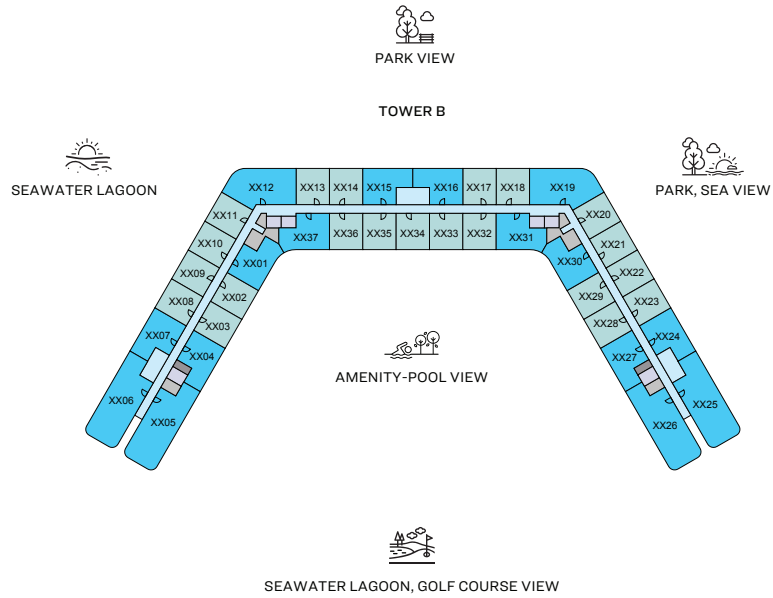 PARK VIEW
TOWER B
SEAWATER LAGOON
PARK, SEA VIEW
XX12
XX13
XX14
XX15
XX16
XX17
XX18
XX19
XX11
XX20
XX37
XX36
XX35
XX34
XX33
XX32
XX31
XX10
XX21
XX01
XX30
XX09
XX22
XX02
XX29
XX08
XX23
XX03
XX28
XX07
XX24
XX04
XX27
AMENITY-POOL VIEW
XX06
XX25
XX05
XX26
SEAWATER LAGOON, GOLF COURSE VIEW